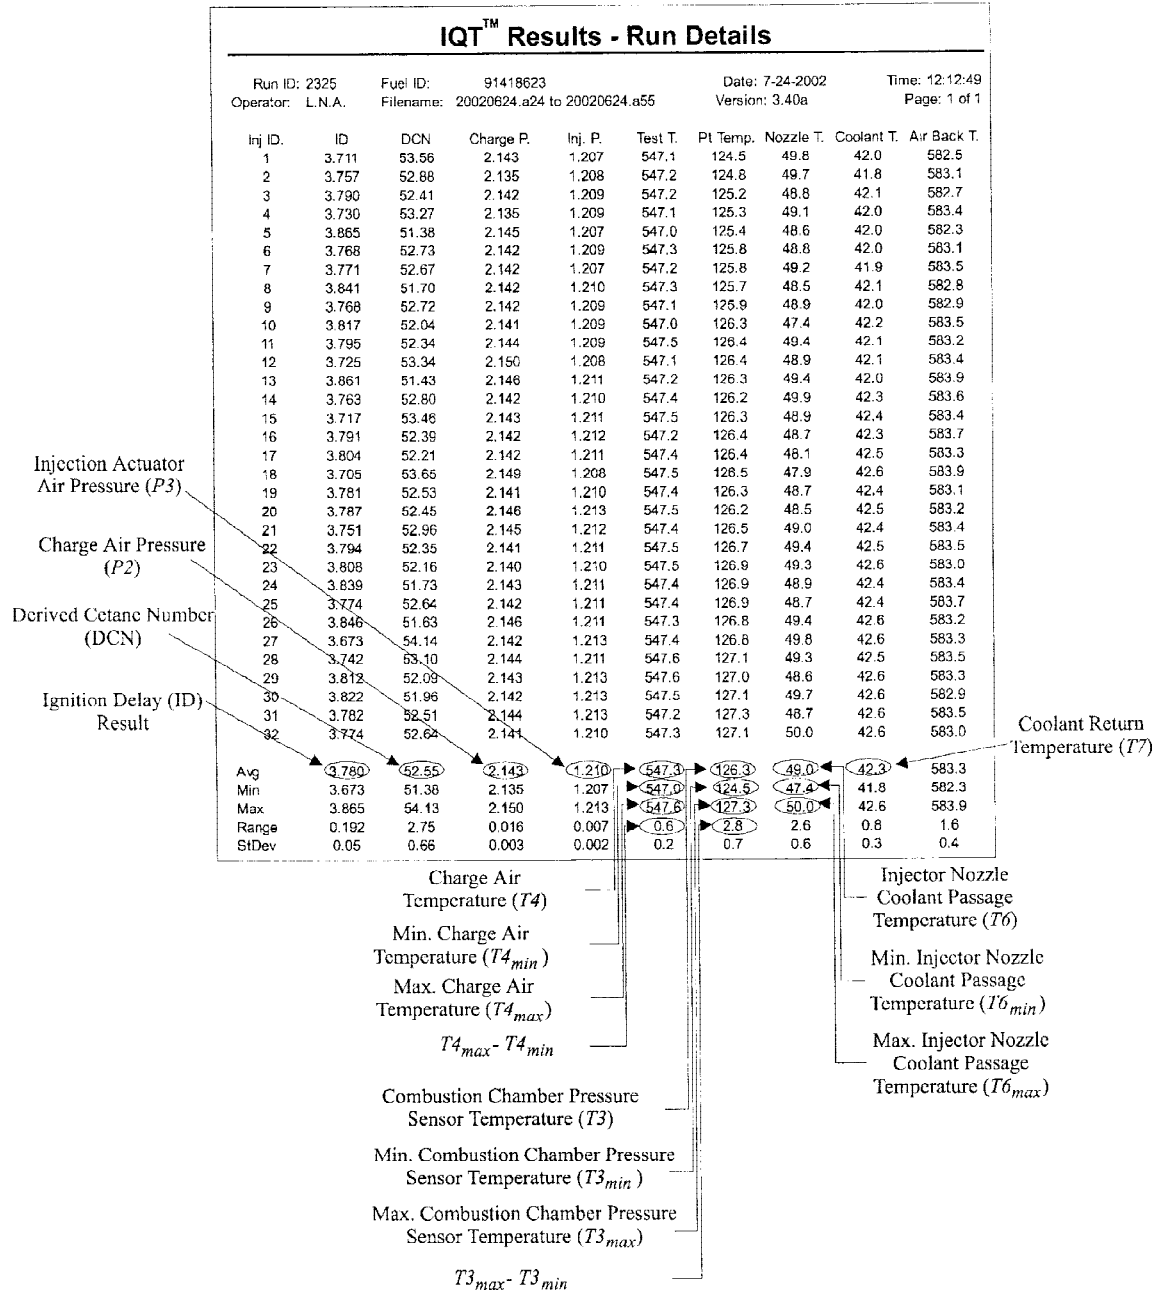 IQT™ Results - Run Details
Run ID: 2325 Fuel ID: 91418623 Date: 7-24-2002 Time: 12:12:49
Operator: L.N.A. Filename: 20020624.a24 to 20020624.a55 Version: 3.40a Page: 1 of 1
Inj ID. ID DCN Charge P. Inj. P. Test T. Pt Temp. Nozzle T. Coolant T. Air Back T.
1 3.711 53.56 2.143 1.207 547.1 124.5 49.8 42.0 582.5
2 3.757 52.88 2.135 1.208 547.2 124.8 49.7 41.8 583.1
3 3.790 52.41 2.142 1.209 547.2 125.2 48.8 42.1 582.7
4 3.730 53.27 2.135 1.209 547.1 125.3 49.1 42.0 583.4
5 3.865 51.38 2.145 1.207 547.0 125.4 48.6 42.0 582.3
6 3.768 52.73 2.142 1.209 547.3 125.8 48.8 42.0 583.1
7 3.771 52.67 2.142 1.207 547.2 125.8 49.2 41.9 583.5
8 3.841 51.70 2.142 1.210 547.3 125.7 48.5 42.1 582.8
9 3.768 52.72 2.142 1.209 547.1 125.9 48.9 42.0 582.9
10 3.817 52.04 2.141 1.209 547.0 126.3 47.4 42.2 583.5
11 3.795 52.34 2.144 1.209 547.5 126.4 49.4 42.1 583.2
12 3.725 53.34 2.150 1.208 547.1 126.4 48.9 42.1 583.4
13 3.861 51.43 2.146 1.211 547.2 126.3 49.4 42.0 583.9
14 3.763 52.80 2.142 1.210 547.4 126.2 49.9 42.3 583.6
15 3.717 53.46 2.143 1.211 547.5 126.3 48.9 42.4 583.4
16 3.791 52.39 2.142 1.212 547.2 126.4 48.7 42.3 583.7
17 3.804 52.21 2.142 1.211 547.4 126.4 48.1 42.5 583.3
18 3.705 53.65 2.149 1.208 547.5 126.5 47.9 42.6 583.9
19 3.781 52.53 2.141 1.210 547.4 126.3 48.7 42.4 583.1
20 3.787 52.45 2.146 1.213 547.5 126.2 48.5 42.5 583.2
21 3.751 52.96 2.145 1.212 547.4 126.5 49.0 42.4 583.4
22 3.794 52.35 2.141 1.211 547.5 126.7 49.4 42.5 583.5
23 3.808 52.16 2.140 1.210 547.5 126.9 49.3 42.6 583.0
24 3.839 51.73 2.143 1.211 547.4 126.9 48.9 42.4 583.4
25 3.774 52.64 2.142 1.211 547.4 126.9 48.7 42.4 583.7
26 3.846 51.63 2.146 1.211 547.3 126.8 49.4 42.6 583.2
27 3.673 54.14 2.142 1.213 547.4 126.8 49.8 42.6 583.3
28 3.742 53.10 2.144 1.211 547.6 127.1 49.3 42.5 583.5
29 3.812 52.09 2.143 1.213 547.6 127.0 48.6 42.6 583.3
30 3.822 51.96 2.142 1.213 547.5 127.1 49.7 42.6 582.9
31 3.782 52.51 2.144 1.213 547.2 127.3 48.7 42.6 583.5
32 3.774 52.64 2.141 1.210 547.3 127.1 50.0 42.6 583.0
Avg 3.780 52.55 2.143 1.210 547.3 126.3 49.0 42.3 583.3
Min 3.673 51.38 2.135 1.207 547.0 124.5 47.4 41.8 582.3
Max 3.865 54.13 2.150 1.213 547.6 127.3 50.0 42.6 583.9
Range 0.192 2.75 0.016 0.007 0.6 2.8 2.6 0.8 1.6
StDev 0.05 0.66 0.003 0.002 0.2 0.7 0.6 0.3 0.4
Injection Actuator
Air Pressure (P3)
Charge Air Pressure
(P2)
Derived Cetane Number
(DCN)
Ignition Delay (ID)
Result
Coolant Return
Temperature (T7)
Charge Air
Temperature (T4)
Min. Charge Air
Temperature (T4min)
Max. Charge Air
Temperature (T4max)
T4max- T4min
Combustion Chamber Pressure
Sensor Temperature (T3)
Min. Combustion Chamber Pressure
Sensor Temperature (T3min)
Max. Combustion Chamber Pressure
Sensor Temperature (T3max)
T3max- T3min
Injector Nozzle
Coolant Passage
Temperature (T6)
Min. Injector Nozzle
Coolant Passage
Temperature (T6min)
Max. Injector Nozzle
Coolant Passage
Temperature (T6max)